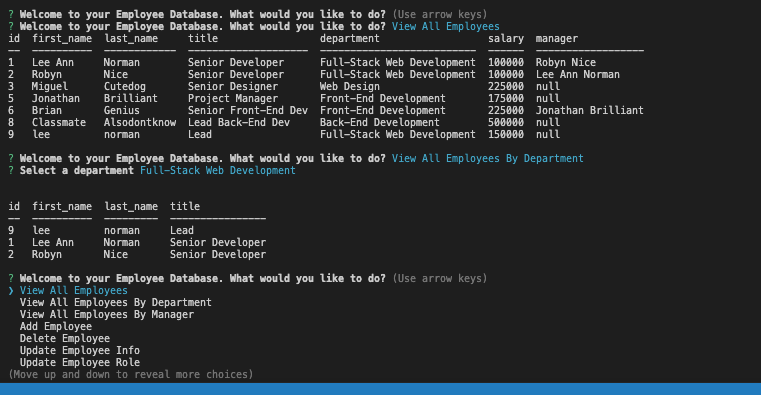 ? Welcome to your Employee Database. What would you like to do? (Use arrow keys)
? Welcome to your Employee Database. What would you like to do? View All Employees
id  first_name  last_name     title                 department                  salary  manager
--  ----------  ------------  --------------------  --------------------------  ------  ------------------
1   Lee Ann     Norman        Senior Developer      Full-Stack Web Development  100000  Robyn Nice
2   Robyn       Nice          Senior Developer      Full-Stack Web Development  100000  Lee Ann Norman
3   Miguel      Cutedog       Senior Designer       Web Design                  225000  null
5   Jonathan    Brilliant     Project Manager       Front-End Development       175000  null
6   Brian       Genius        Senior Front-End Dev  Front-End Development       225000  Jonathan Brilliant
8   Classmate   Alsodontknow  Lead Back-End Dev     Back-End Development        500000  null
9   lee         norman        Lead                  Full-Stack Web Development  150000  null
? Welcome to your Employee Database. What would you like to do? View All Employees By Department
? Select a department Full-Stack Web Development
id  first_name  last_name  title
--  ----------  ---------  ----------------
9   lee         norman     Lead
1   Lee Ann     Norman     Senior Developer
2   Robyn       Nice       Senior Developer
? Welcome to your Employee Database. What would you like to do? (Use arrow keys)
❯ View All Employees
View All Employees By Department
View All Employees By Manager
Add Employee
Delete Employee
Update Employee Info
Update Employee Role
(Move up and down to reveal more choices)